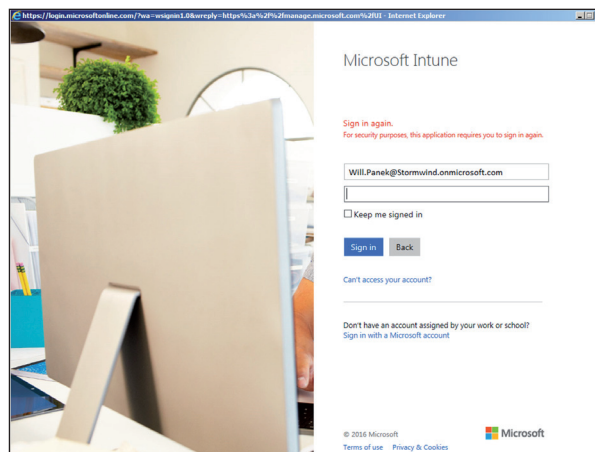 https://login.microsoftonline.com/?wa=wsignin1.0&wreply=https%3a%2f%2fmanage.microsoft.com%2fUI - Internet Explorer
Microsoft Intune
Sign in again.
For security purposes, this application requires you to sign in again.
Will.Panek@Stormwind.onmicrosoft.com
Keep me signed in
Sign in Back
Can't access your account?
Don't have an account assigned by your work or school?
Sign in with a Microsoft account
© 2016 Microsoft
Microsoft
Terms of use Privacy & Cookies